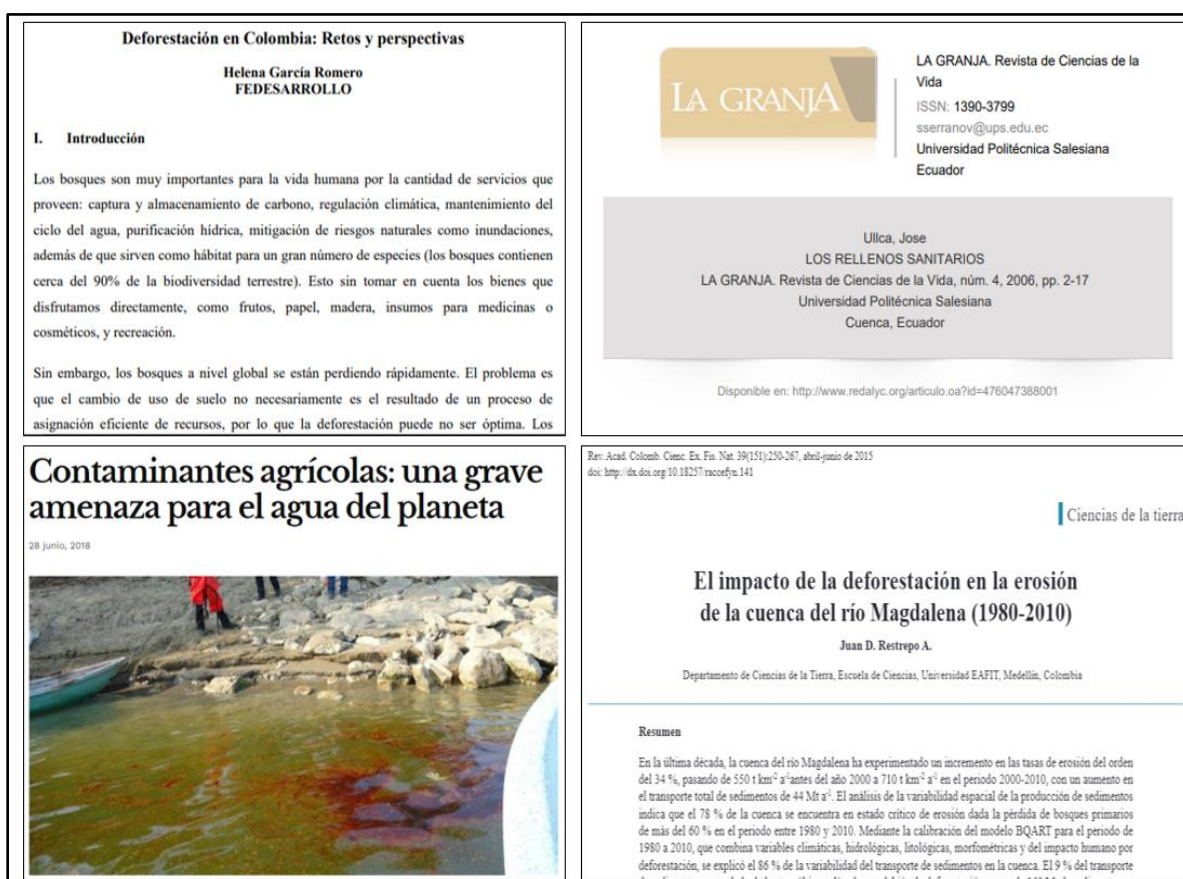 Deforestación en Colombia: Retos y perspectivas
Helena García Romero
FEDESARROLLO
I. Introducción
Los bosques son muy importantes para la vida humana por la cantidad de servicios que
proveen: captura y almacenamiento de carbono, regulación climática, mantenimiento del
ciclo del agua, purificación hídrica, mitigación de riesgos naturales como inundaciones,
además de que sirven como hábitat para un gran número de especies (los bosques contienen
cerca del 90% de la biodiversidad terrestre). Esto sin tomar en cuenta los bienes que
disfrutamos directamente, como frutos, papel, madera, insumos para medicinas o
cosméticos, y recreación.
Sin embargo, los bosques a nivel global se están perdiendo rápidamente. El problema es
que el cambio de uso de suelo no necesariamente es el resultado de un proceso de
asignación eficiente de recursos, por lo que la deforestación puede no ser óptima. Los
LA GRANJA
LA GRANJA. Revista de Ciencias de la
Vida
ISSN: 1390-3799
sserranov@ups.edu.ec
Universidad Politécnica Salesiana
Ecuador
Ullca, Jose
LOS RELLENOS SANITARIOS
LA GRANJA. Revista de Ciencias de la Vida, núm. 4, 2006, pp. 2-17
Universidad Politécnica Salesiana
Cuenca, Ecuador
Disponible en: http://www.redalyc.org/articulo.oa?id=476047388001
Contaminantes agrícolas: una grave
amenaza para el agua del planeta
28 junio, 2018
Rev. Acad. Colomb. Cienc. Ex. Fis. Nat. 39(151):250-267, abril-junio de 2015
doi: http://dx.doi.org/10.18257/raccefyn.141
Ciencias de la tierra
El impacto de la deforestación en la erosión
de la cuenca del río Magdalena (1980-2010)
Juan D. Restrepo A.
Departamento de Ciencias de la Tierra, Escuela de Ciencias, Universidad EAFIT, Medellín, Colombia
Resumen
En la última década, la cuenca del río Magdalena ha experimentado un incremento en las tasas de erosión del orden
del 34 %, pasando de 550 t km⁻² a⁻¹antes del año 2000 a 710 t km⁻² a⁻¹ en el periodo 2000-2010, con un aumento en
el transporte total de sedimentos de 44 Mt a⁻¹. El análisis de la variabilidad espacial de la producción de sedimentos
indica que el 78 % de la cuenca se encuentra en estado crítico de erosión dada la pérdida de bosques primarios
de más del 60 % en el periodo entre 1980 y 2010. Mediante la calibración del modelo BQART para el periodo de
1980 a 2010, que combina variables climáticas, hidrológicas, litológicas, morfométricas y del impacto humano por
deforestación, se explicó el 86 % de la variabilidad del transporte de sedimentos en la cuenca. El 9 % del transporte